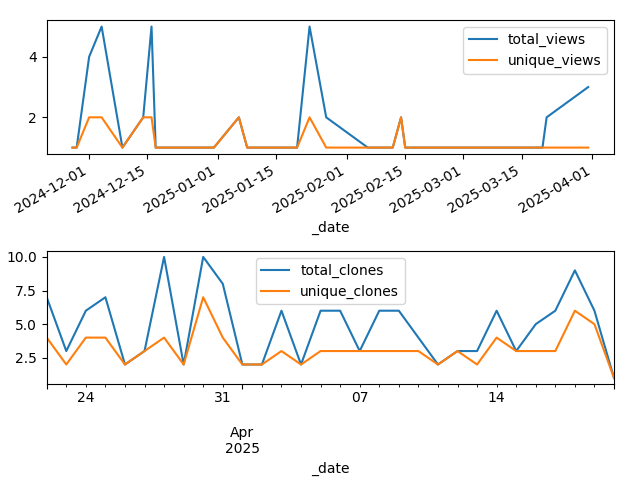 total_views
unique_views
4
2
2024-12-01
2024-12-15
2025-01-01
2025-01-15
2025-02-01
2025-02-15
2025-03-01
2025-03-15
2025-04-01
_date
total_clones
unique_clones
10.0
7.5
5.0
2.5
24
31
07
14
Apr
2025
_date